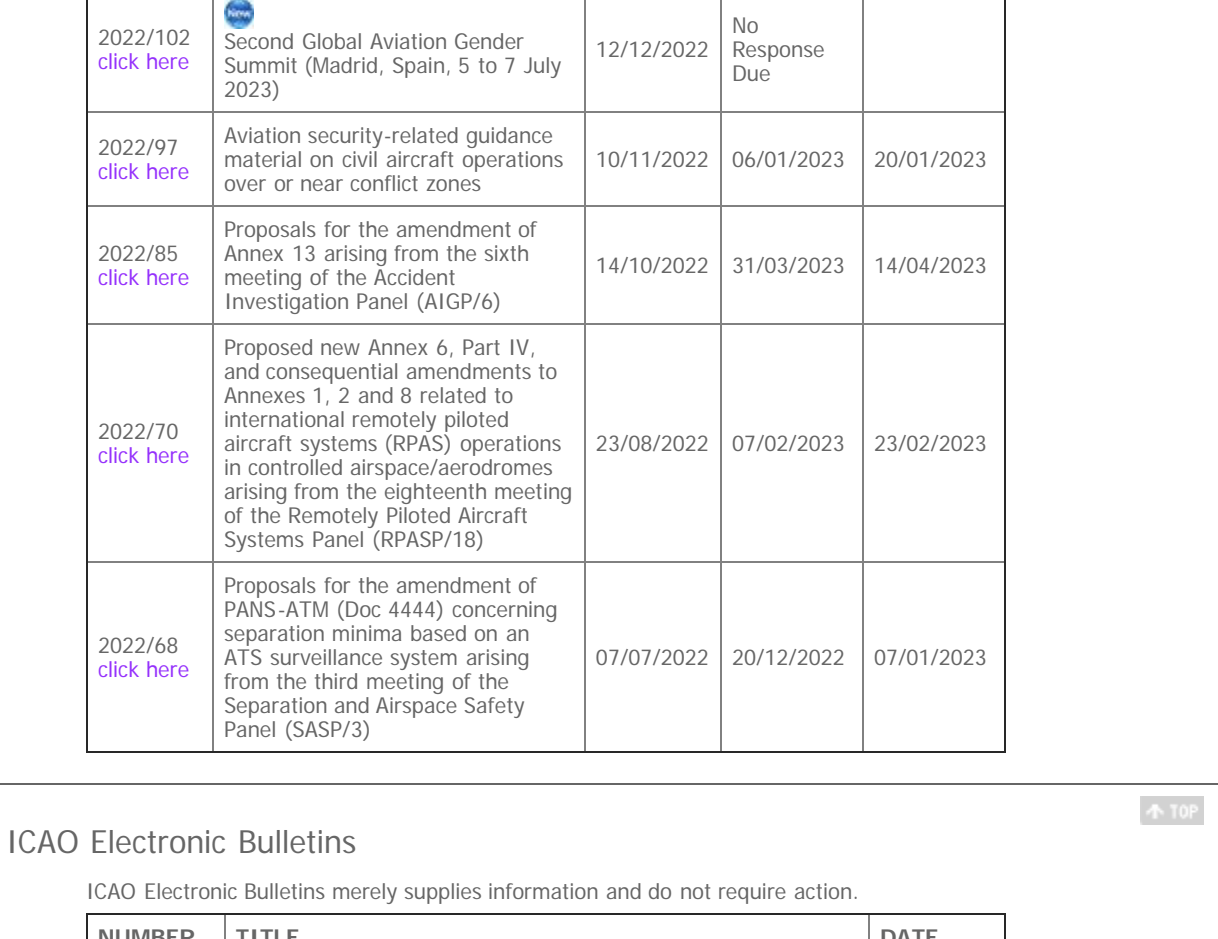 New
2022/102
click here
Second Global Aviation Gender
Summit (Madrid, Spain, 5 to 7 July
2023)
12/12/2022
No
Response
Due
2022/97
click here
Aviation security-related guidance
material on civil aircraft operations
over or near conflict zones
10/11/2022
06/01/2023
20/01/2023
2022/85
click here
Proposals for the amendment of
Annex 13 arising from the sixth
meeting of the Accident
Investigation Panel (AIGP/6)
14/10/2022
31/03/2023
14/04/2023
2022/70
click here
Proposed new Annex 6, Part IV,
and consequential amendments to
Annexes 1, 2 and 8 related to
international remotely piloted
aircraft systems (RPAS) operations
in controlled airspace/aerodromes
arising from the eighteenth meeting
of the Remotely Piloted Aircraft
Systems Panel (RPASP/18)
23/08/2022
07/02/2023
23/02/2023
2022/68
click here
Proposals for the amendment of
PANS-ATM (Doc 4444) concerning
separation minima based on an
ATS surveillance system arising
from the third meeting of the
Separation and Airspace Safety
Panel (SASP/3)
07/07/2022
20/12/2022
07/01/2023
TOP
ICAO Electronic Bulletins
ICAO Electronic Bulletins merely supplies information and do not require action.
NUMBER
TITLE
DATE